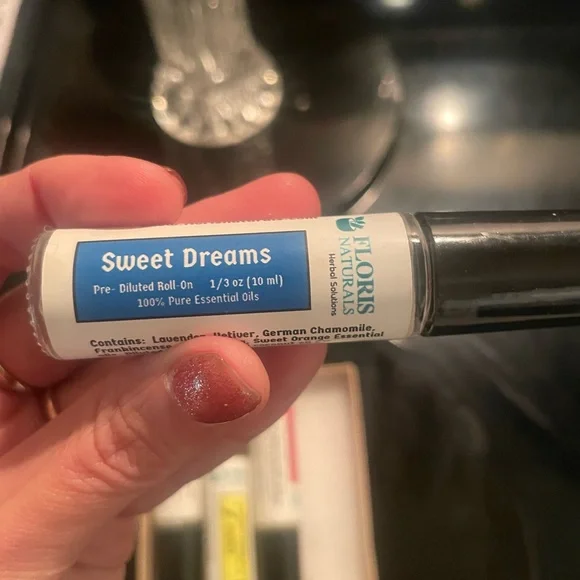 Sweet Dreams
Pre- Diluted Roll-On 1/3 oz (10 ml)
100% Pure Essential Oils
FLORIS
NATURALS
Herbal Solutions
Contains: Lavender, Vetiver, German Chamomile,
Frankincense Sweet Orange Essential